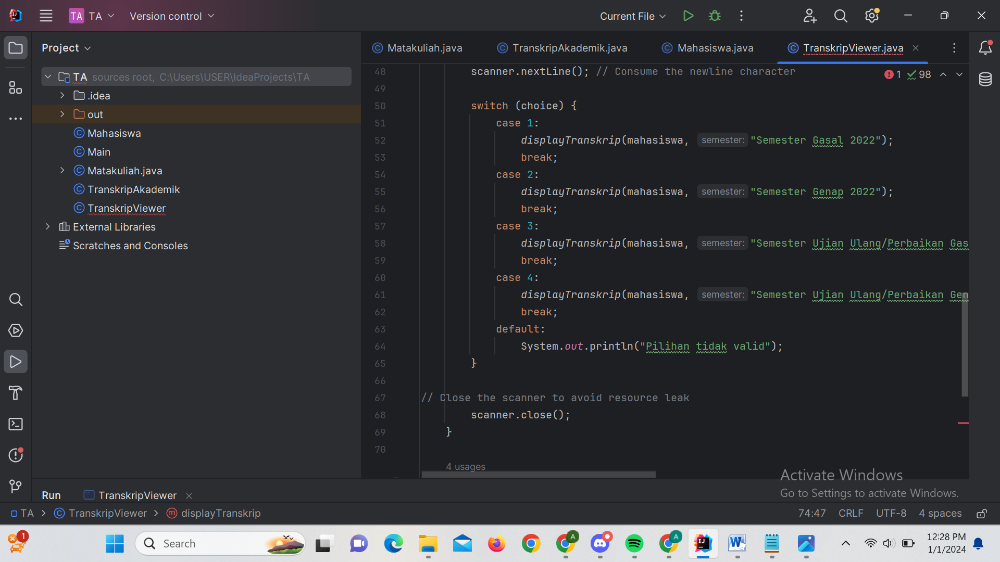 TA TA Version control Current File
Project
TA sources root, C:\Users\USER\IdeaProjects\TA
.idea
out
Mahasiswa
Main
Matakuliah.java
TranskripAkademik
TranskripViewer
External Libraries
Scratches and Consoles
Matakuliah.java TranskripAkademik.java Mahasiswa.java TranskripViewer.java
1 98
48 scanner.nextLine(); // Consume the newline character
49
50 switch (choice) {
51 case 1:
52 displayTranskrip(mahasiswa, semester: "Semester Gasal 2022");
53 break;
54 case 2:
55 displayTranskrip(mahasiswa, semester: "Semester Genap 2022");
56 break;
57 case 3:
58 displayTranskrip(mahasiswa, semester: "Semester Ujian Ulang/Perbaikan Gas
59 break;
60 case 4:
61 displayTranskrip(mahasiswa, semester: "Semester Ujian Ulang/Perbaikan Gen
62 break;
63 default:
64 System.out.println("Pilihan tidak valid");
65 }
66
67 // Close the scanner to avoid resource leak
68 scanner.close();
69 }
70
4 usages
Activate Windows
Go to Settings to activate Windows.
Run TranskripViewer
TA > TranskripViewer > displayTranskrip 74:47 CRLF UTF-8 4 spaces
1 Search 12:28 PM
1/1/2024